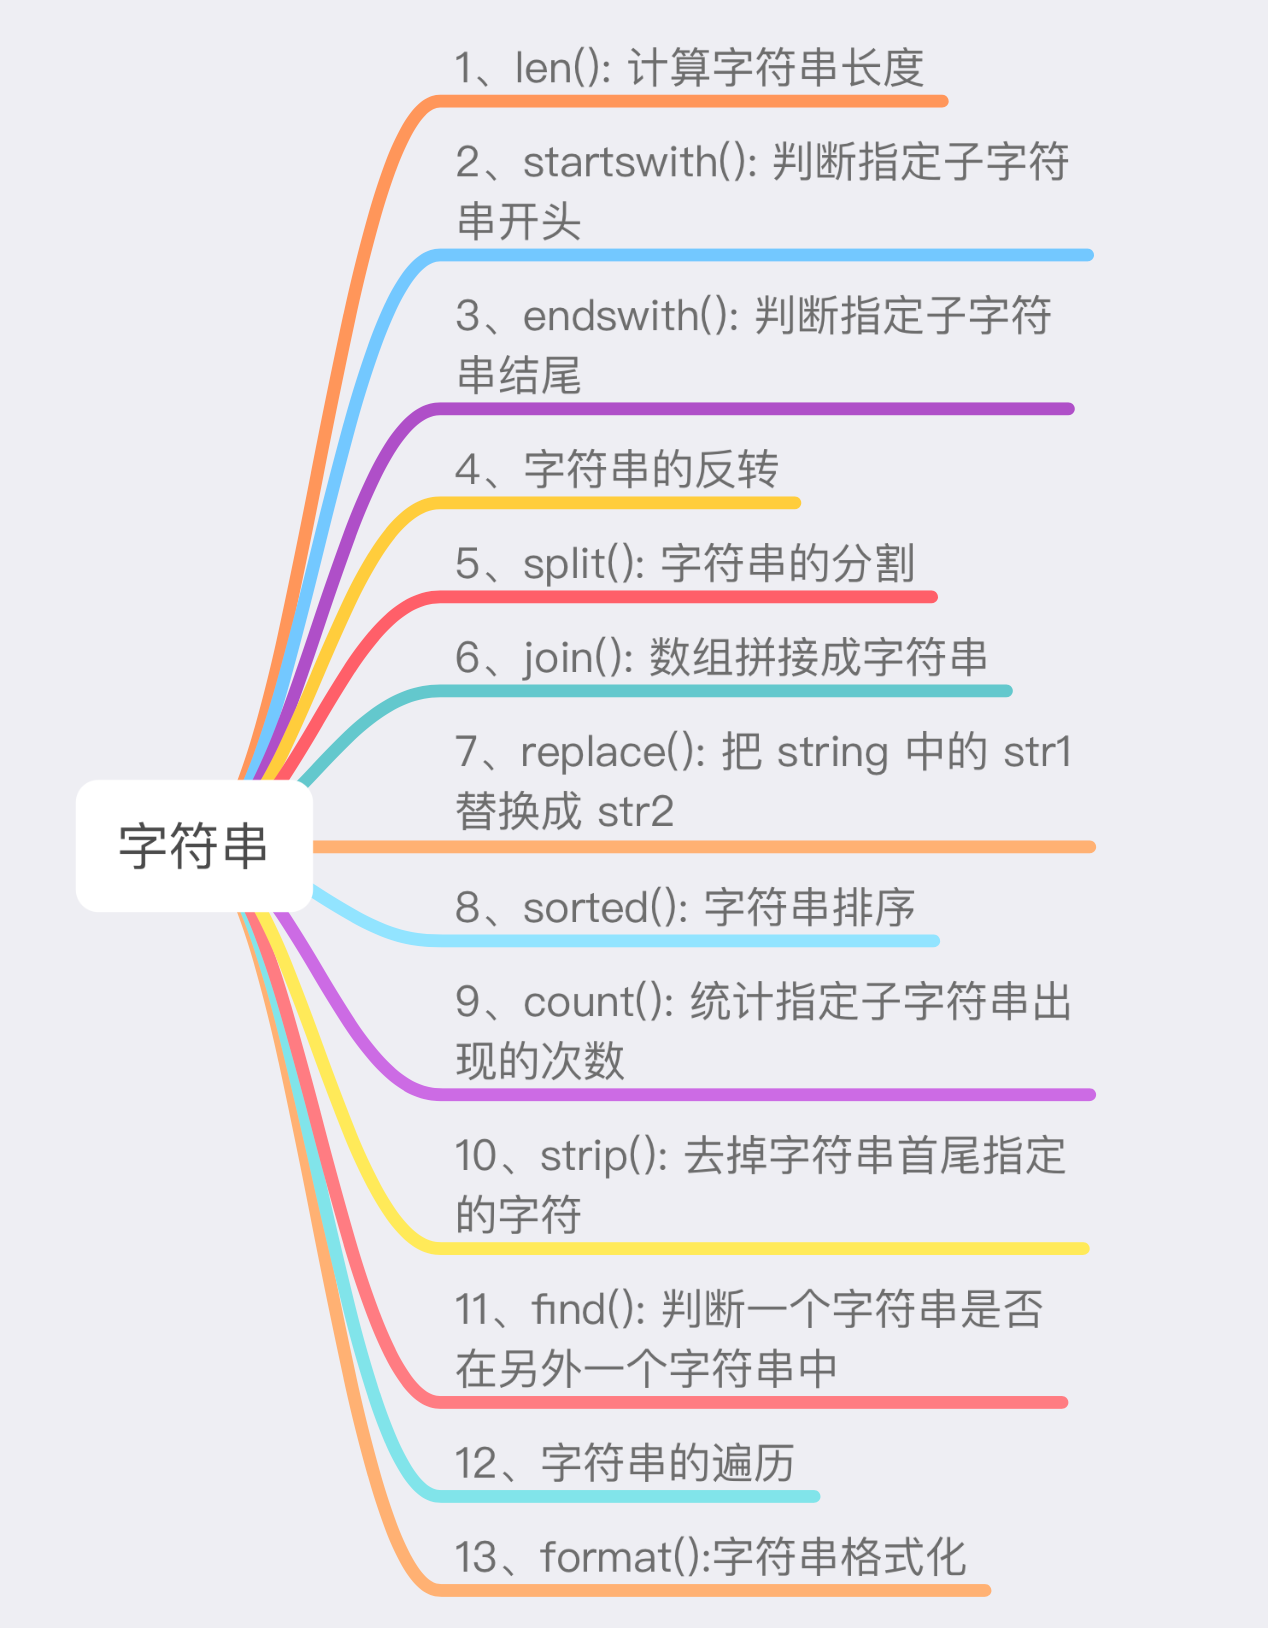 1、len(): 计算字符串长度
2、startswith(): 判断指定子字符
串开头
3、endswith(): 判断指定子字符
串结尾
4、字符串的反转
5、split(): 字符串的分割
6、join(): 数组拼接成字符串
7、replace(): 把 string 中的 str1
替换成 str2
字符串
8、sorted(): 字符串排序
9、count(): 统计指定子字符串出
现的次数
10、strip(): 去掉字符串首尾指定
的字符
11、find(): 判断一个字符串是否
在另外一个字符串中
12、字符串的遍历
13、format():字符串格式化